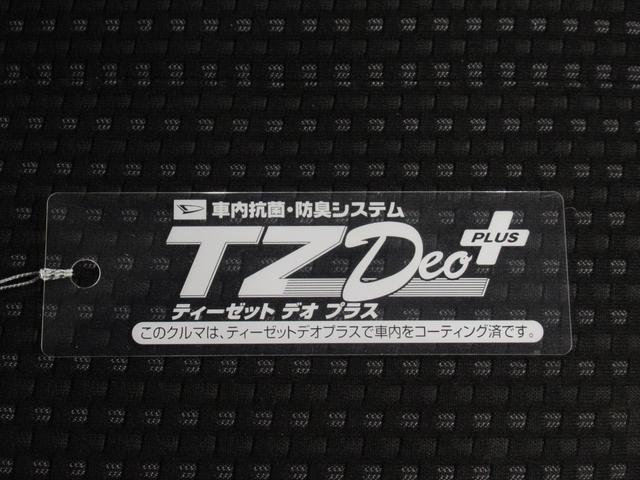 車内抗菌・防臭システム
TZ Deo PLUS
ティーゼット デオ プラス
このクルマは、ティーゼットデオプラスで車内をコーティング済です。